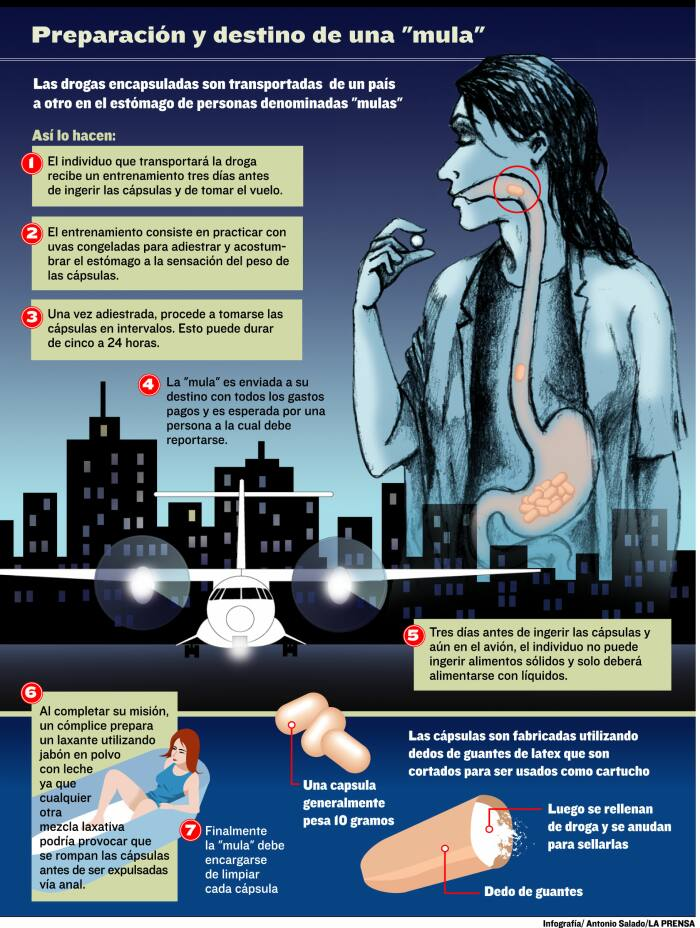 Preparación y destino de una "mula"
Las drogas encapsuladas son transportadas de un país
a otro en el estómago de personas denominadas "mulas"
Así lo hacen:
1
El individuo que transportará la droga
recibe un entrenamiento tres días antes
de ingerir las cápsulas y de tomar el vuelo.
2
El entrenamiento consiste en practicar con
uvas congeladas para adiestrar y acostum-
brar el estómago a la sensación del peso de
las cápsulas.
3
Una vez adiestrada, procede a tomarse las
cápsulas en intervalos. Esto puede durar
de cinco a 24 horas.
4
La "mula" es enviada a su
destino con todos los gastos
pagos y es esperada por una
persona a la cual debe
reportarse.
5
Tres días antes de ingerir las cápsulas y
aún en el avión, el individuo no puede
ingerir alimentos sólidos y solo deberá
alimentarse con líquidos.
6
Al completar su misión,
un cómplice prepara
un laxante utilizando
jabón en polvo
con leche
ya que
cualquier
otra
mezcla laxativa
podría provocar que
se rompan las cápsulas
antes de ser expulsadas
vía anal.
7
Finalmente
la "mula" debe
encargarse
de limpiar
cada cápsula
Una capsula
generalmente
pesa 10 gramos
Las cápsulas son fabricadas utilizando
dedos de guantes de latex que son
cortados para ser usados como cartucho
Luego se rellenan
de droga y se anudan
para sellarlas
Dedo de guantes
Infografía/ Antonio Salado/LA PRENSA